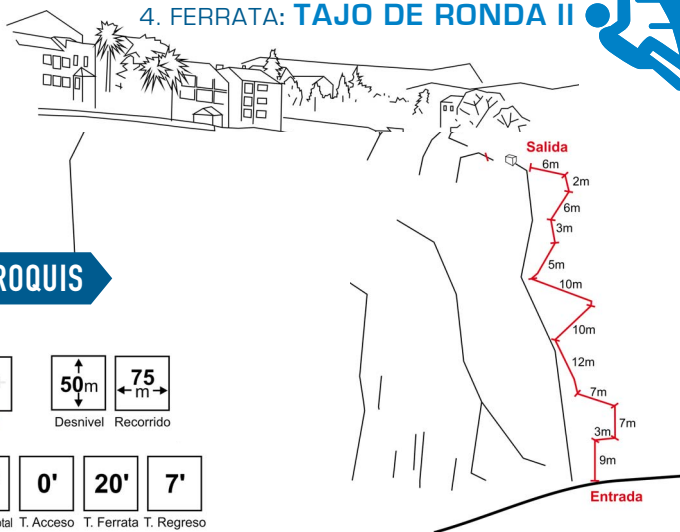 4. FERRATA: TAJO DE RONDA II
Salida
6m
2m
6m
3m
5m
10m
10m
12m
7m
7m
3m
9m
Entrada
ROQUIS
50m
75 m
Desnivel Recorrido
0' 20' 7'
T. Acceso T. Ferrata T. Regreso